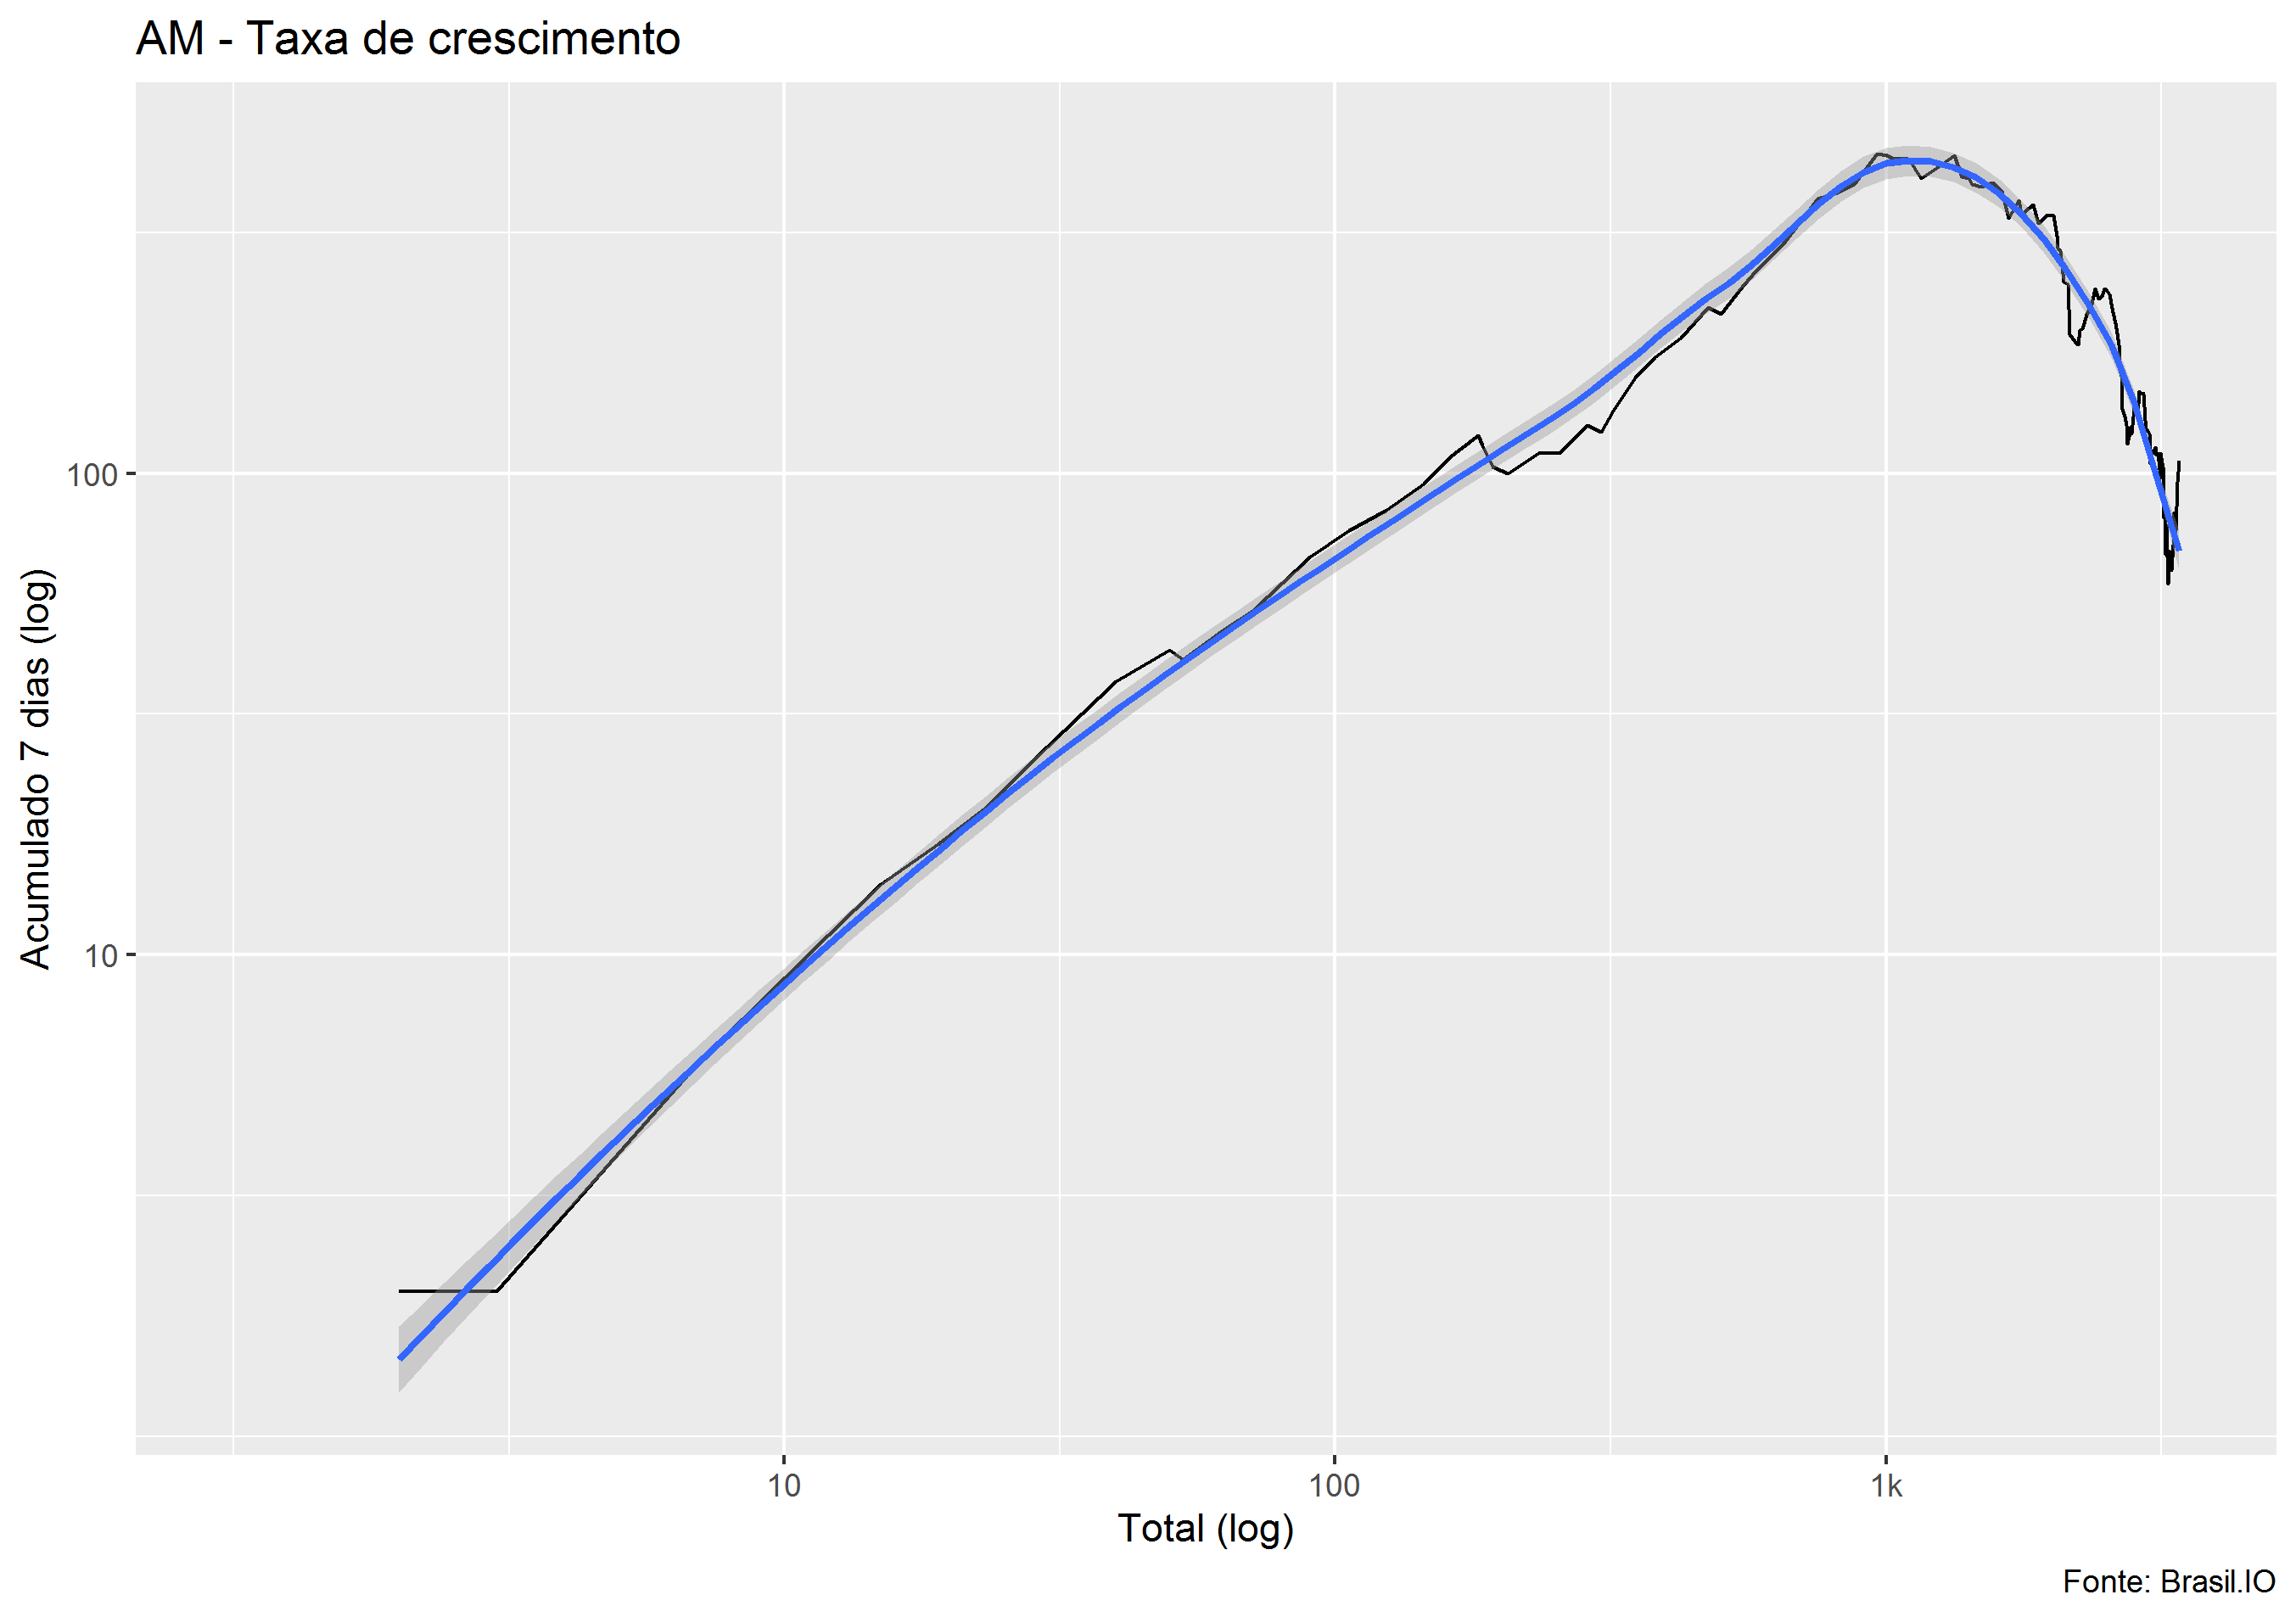 AM - Taxa de crescimento
Acumulado 7 dias (log)
100
10
10
100
1k
Total (log)
Fonte: Brasil.IO